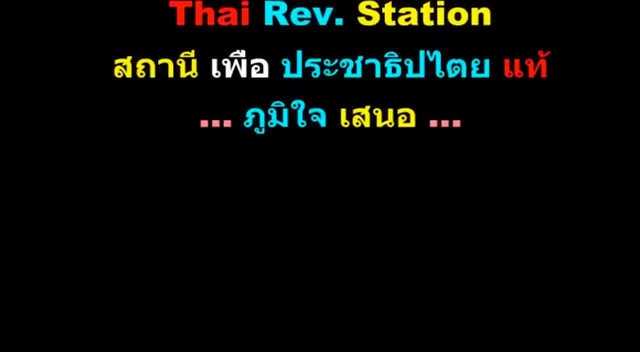 Thai Rev. Station
สถานี เพื่อ ประชาธิปไตย แท้
... ภูมิใจ เสนอ ...